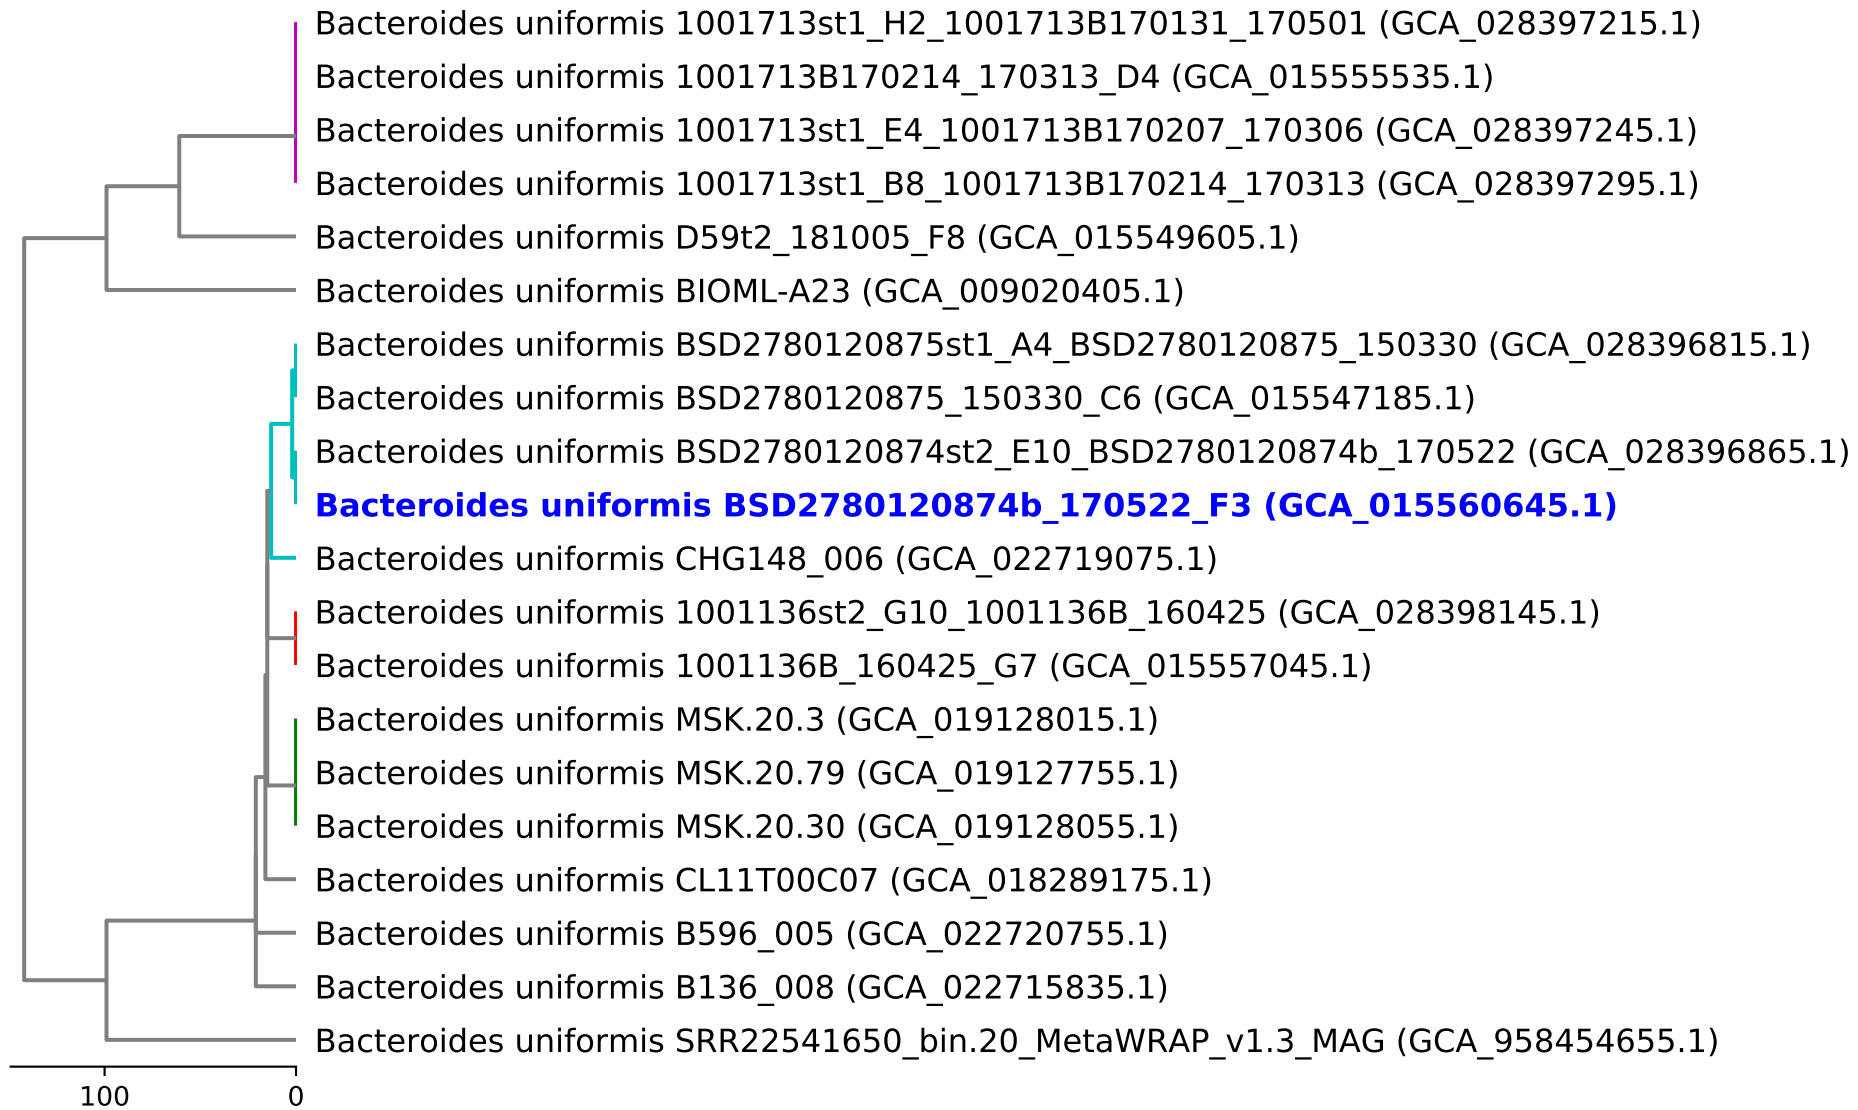 Bacteroides uniformis 1001713st1_H2_1001713B170131_170501 (GCA_028397215.1)
Bacteroides uniformis 1001713B170214_170313_D4 (GCA_015555535.1)
Bacteroides uniformis 1001713st1_E4_1001713B170207_170306 (GCA_028397245.1)
Bacteroides uniformis 1001713st1_B8_1001713B170214_170313 (GCA_028397295.1)
Bacteroides uniformis D59t2_181005_F8 (GCA_015549605.1)
Bacteroides uniformis BIOML-A23 (GCA_009020405.1)
Bacteroides uniformis BSD2780120875st1_A4_BSD2780120875_150330 (GCA_028396815.1)
Bacteroides uniformis BSD2780120875_150330_C6 (GCA_015547185.1)
Bacteroides uniformis BSD2780120874st2_E10_BSD2780120874b_170522 (GCA_028396865.1)
Bacteroides uniformis BSD2780120874b_170522_F3 (GCA_015560645.1)
Bacteroides uniformis CHG148_006 (GCA_022719075.1)
Bacteroides uniformis 1001136st2_G10_1001136B_160425 (GCA_028398145.1)
Bacteroides uniformis 1001136B_160425_G7 (GCA_015557045.1)
Bacteroides uniformis MSK.20.3 (GCA_019128015.1)
Bacteroides uniformis MSK.20.79 (GCA_019127755.1)
Bacteroides uniformis MSK.20.30 (GCA_019128055.1)
Bacteroides uniformis CL11T00C07 (GCA_018289175.1)
Bacteroides uniformis B596_005 (GCA_022720755.1)
Bacteroides uniformis B136_008 (GCA_022715835.1)
Bacteroides uniformis SRR22541650_bin.20_MetaWRAP_v1.3_MAG (GCA_958454655.1)
100 0